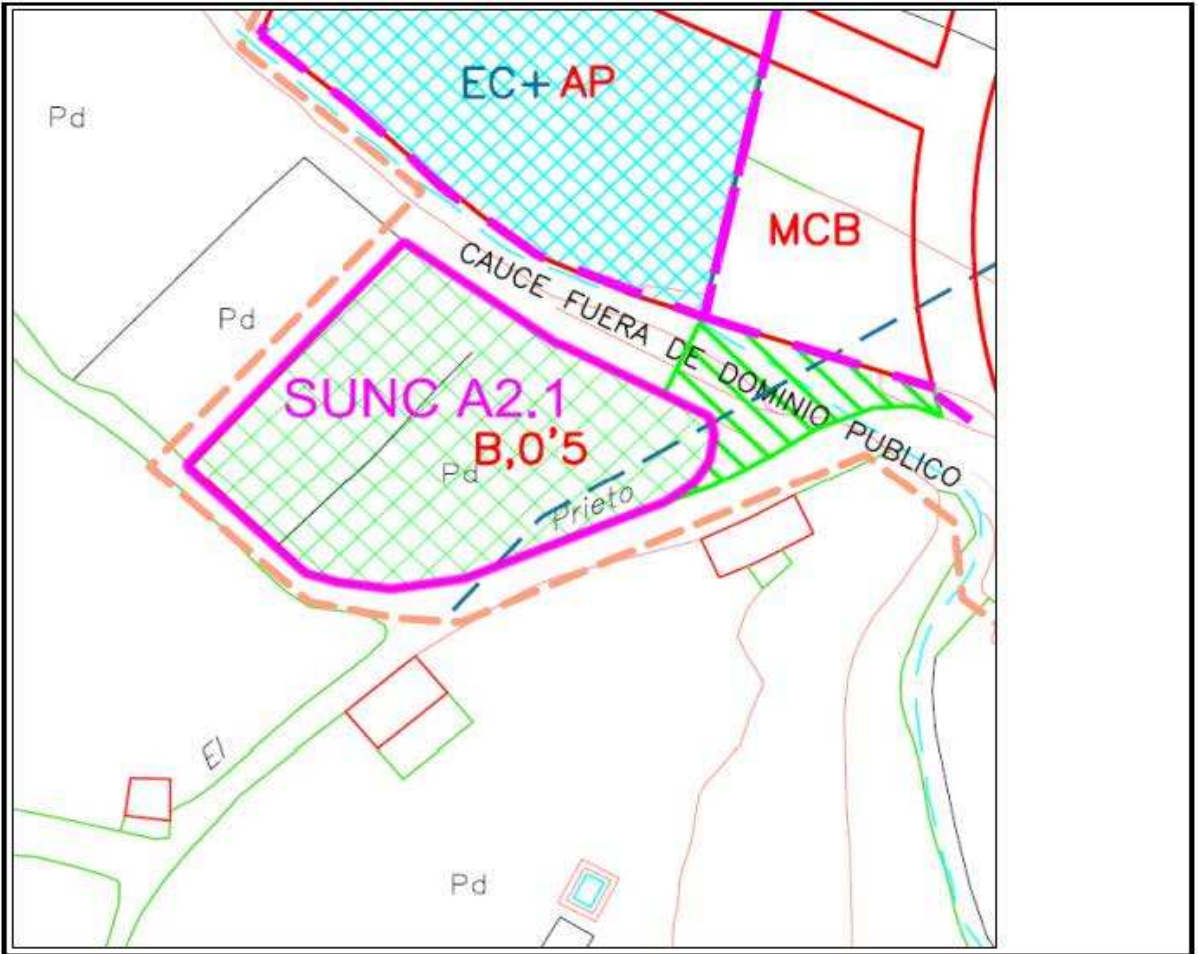 EC+ AP
Pd
MCB
CAUCE FUERA DE DOMINIO PUBLICO
Pd
SUNC A2.1
B,0'5
Pd
Prieto
El
Pd